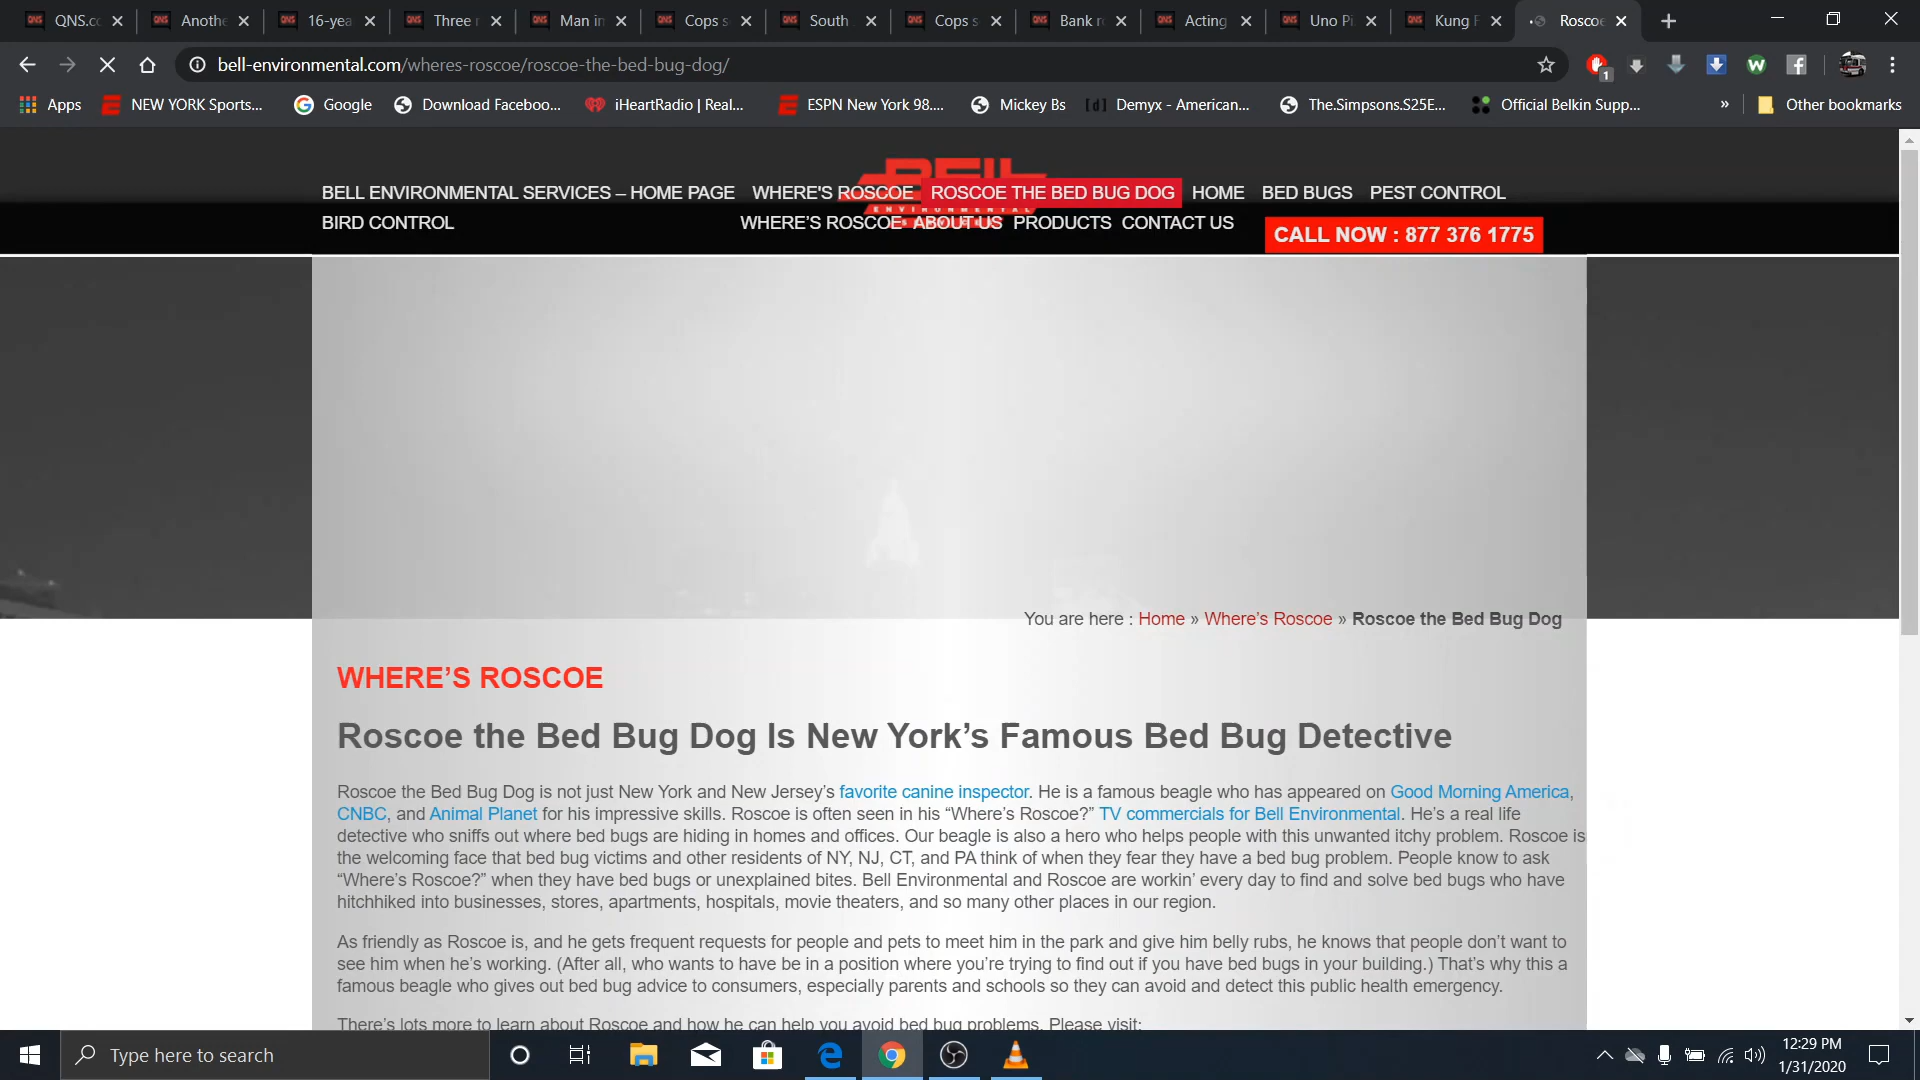 QNS.c
Anothe
16-yea
Three r
Man in
Cops s
South
Cops s
Bank ro
Acting
Uno Pi
Kung F
Roscoe
bell-environmental.com/wheres-roscoe/roscoe-the-bed-bug-dog/
1
Apps
NEW YORK Sports...
Google
Download Faceboo...
iHeartRadio | Real...
ESPN New York 98....
Mickey Bs
[d] Demyx - American...
The.Simpsons.S25E...
Official Belkin Supp...
»
Other bookmarks
BELL
ENVIRONMENTAL
BELL ENVIRONMENTAL SERVICES – HOME PAGE WHERE'S ROSCOE ROSCOE THE BED BUG DOG HOME BED BUGS PEST CONTROL
BIRD CONTROL WHERE’S ROSCOE ABOUT US PRODUCTS CONTACT US
CALL NOW : 877 376 1775
You are here : Home » Where’s Roscoe » Roscoe the Bed Bug Dog
WHERE’S ROSCOE
Roscoe the Bed Bug Dog Is New York’s Famous Bed Bug Detective
Roscoe the Bed Bug Dog is not just New York and New Jersey’s favorite canine inspector. He is a famous beagle who has appeared on Good Morning America,
CNBC, and Animal Planet for his impressive skills. Roscoe is often seen in his “Where’s Roscoe?” TV commercials for Bell Environmental. He’s a real life
detective who sniffs out where bed bugs are hiding in homes and offices. Our beagle is also a hero who helps people with this unwanted itchy problem. Roscoe is
the welcoming face that bed bug victims and other residents of NY, NJ, CT, and PA think of when they fear they have a bed bug problem. People know to ask
“Where’s Roscoe?” when they have bed bugs or unexplained bites. Bell Environmental and Roscoe are workin’ every day to find and solve bed bugs who have
hitchhiked into businesses, stores, apartments, hospitals, movie theaters, and so many other places in our region.
As friendly as Roscoe is, and he gets frequent requests for people and pets to meet him in the park and give him belly rubs, he knows that people don’t want to
see him when he’s working. (After all, who wants to have be in a position where you’re trying to find out if you have bed bugs in your building.) That’s why this a
famous beagle who gives out bed bug advice to consumers, especially parents and schools so they can avoid and detect this public health emergency.
There’s lots more to learn about Roscoe and how he can help you avoid bed bug problems. Please visit:
Type here to search
12:29 PM
1/31/2020